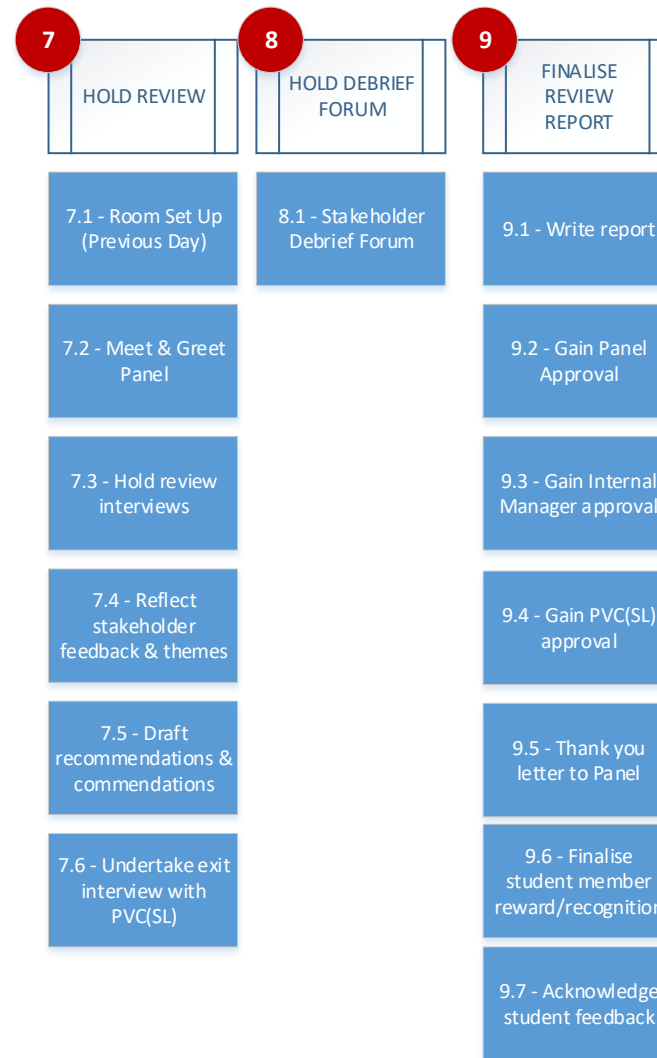 7
HOLD REVIEW
7.1 - Room Set Up
(Previous Day)
7.2 - Meet & Greet
Panel
7.3 - Hold review
interviews
7.4 - Reflect
stakeholder
feedback & themes
7.5 - Draft
recommendations &
commendations
7.6 - Undertake exit
interview with
PVC(SL)
8
HOLD DEBRIEF
FORUM
8.1 - Stakeholder
Debrief Forum
9
FINALISE
REVIEW
REPORT
9.1 - Write report
9.2 - Gain Panel
Approval
9.3 - Gain Internal
Manager approval
9.4 - Gain PVC(SL)
approval
9.5 - Thank you
letter to Panel
9.6 - Finalise
student member
reward/recognition
9.7 - Acknowledge
student feedback